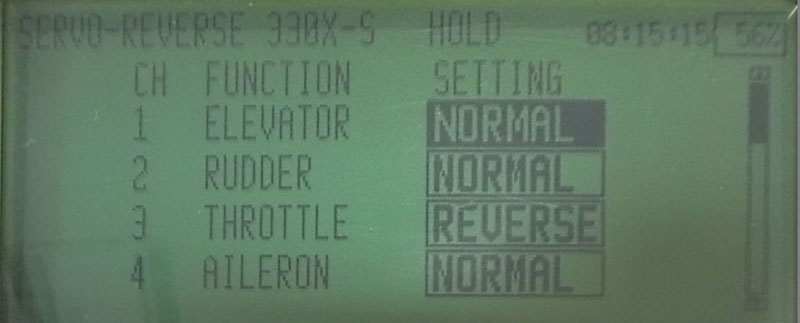 SERVO-REVERSE 330X-S HOLD 08:15:15 56%
CH FUNCTION SETTING
1 ELEVATOR NORMAL
2 RUDDER NORMAL
3 THROTTLE REVERSE
4 AILERON NORMAL